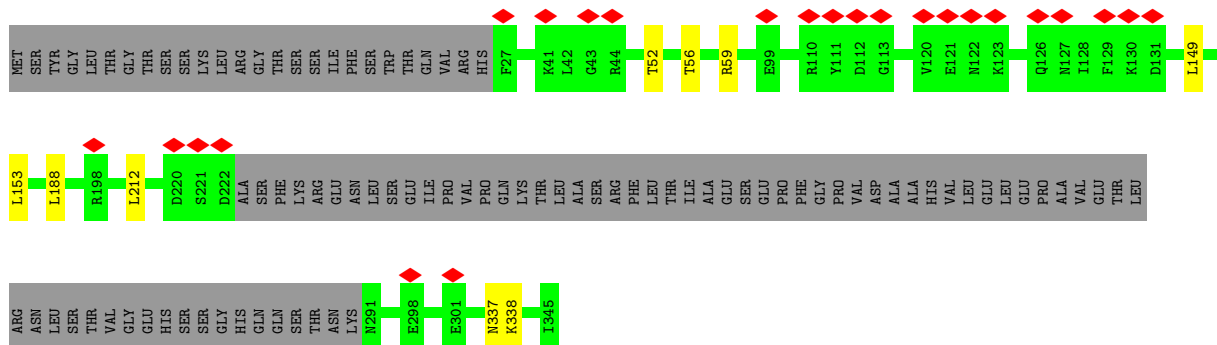 MET SER TYR GLY LEU THR GLY THR SER SER LYS LEU ARG GLY THR SER SER ILE PHE SER TRP THR GLN VAL ARG HIS F27 K41 L42 G43 R44 T52 T56 R59 E99 R110 Y111 D112 G113 V120 E121 N122 K123 Q126 N127 I128 F129 K130 D131 L149
L153 L188 R198 L212 D220 S221 D222 ALA SER PHE LYS ARG GLU ASN LEU SER GLU ILE PRO VAL PRO GLN LYS THR LEU ALA SER ARG PHE LEU THR ILE ALA GLU SER GLU PRO PHE GLY PRO VAL ASP ALA ALA HIS VAL LEU GLU LEU GLU PRO ALA VAL GLU THR LEU
ARG ASN LEU SER THR VAL GLY GLU HIS SER SER GLY HIS GLN GLN SER THR ASN LYS N291 E298 E301 N337 K338 I345